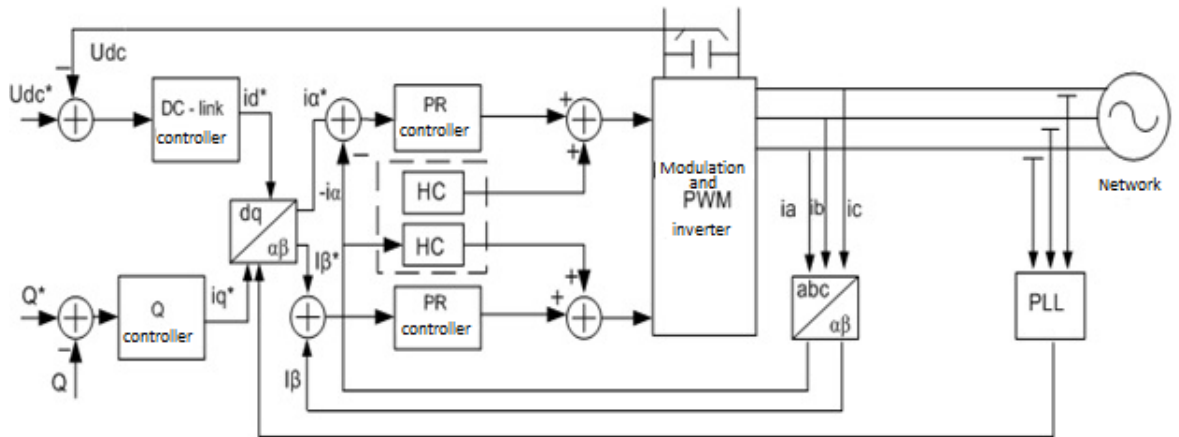 Udc
Udc*
DC - link
controller
id*
iα*
PR
controller
+
+
-iα
HC
HC
dq
αβ
Iβ*
Q*
Q
controller
iq*
Q
Iβ
PR
controller
+
+
Modulation
and
PWM
inverter
ia
ib
ic
abc
αβ
PLL
Network